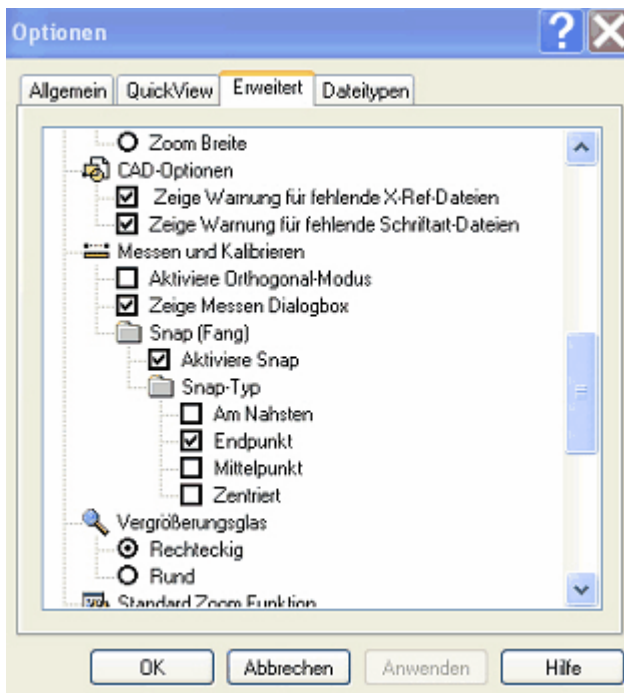 Optionen
Allgemein QuickView Erweitert Dateitypen
Zoom Breite
CAD-Optionen
Zeige Warnung für fehlende X-Ref-Dateien
Zeige Warnung für fehlende Schriftart-Dateien
Messen und Kalibrieren
Aktiviere Orthogonal-Modus
Zeige Messen Dialogbox
Snap (Fang)
Aktiviere Snap
Snap-Typ
Am Nahsten
Endpunkt
Mittelpunkt
Zentriert
Vergrößerungsglas
Rechteckig
Rund
Standard Zoom Funktion
OK Abbrechen Anwenden Hilfe